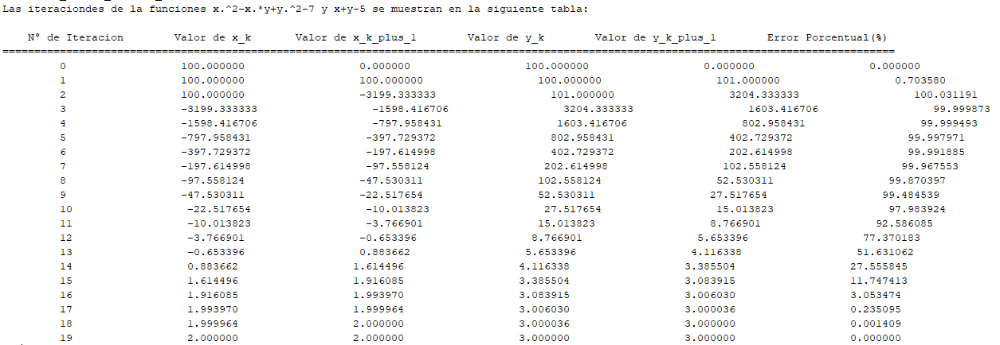 Las iteraciondes de la funciones x.^2-x.*y+y.^2-7 y x+y-5 se muestran en la siguiente tabla:
N° de Iteracion Valor de x_k Valor de x_k_plus_1 Valor de y_k Valor de y_k_plus_1 Error Porcentual(%)
0 100.000000 0.000000 100.000000 0.000000 0.000000
1 100.000000 100.000000 100.000000 101.000000 0.703580
2 100.000000 -3199.333333 101.000000 3204.333333 100.031191
3 -3199.333333 -1598.416706 3204.333333 1603.416706 99.999873
4 -1598.416706 -797.958431 1603.416706 802.958431 99.999493
5 -797.958431 -397.729372 802.958431 402.729372 99.997971
6 -397.729372 -197.614998 402.729372 202.614998 99.991885
7 -197.614998 -97.558124 202.614998 102.558124 99.967553
8 -97.558124 -47.530311 102.558124 52.530311 99.870397
9 -47.530311 -22.517654 52.530311 27.517654 99.484539
10 -22.517654 -10.013823 27.517654 15.013823 97.983924
11 -10.013823 -3.766901 15.013823 8.766901 92.586085
12 -3.766901 -0.653396 8.766901 5.653396 77.370183
13 -0.653396 0.883662 5.653396 4.116338 51.631062
14 0.883662 1.614496 4.116338 3.385504 27.555845
15 1.614496 1.916085 3.385504 3.083915 11.747413
16 1.916085 1.993970 3.083915 3.006030 3.053474
17 1.993970 1.999964 3.006030 3.000036 0.235095
18 1.999964 2.000000 3.000036 3.000000 0.001409
19 2.000000 2.000000 3.000000 3.000000 0.000000